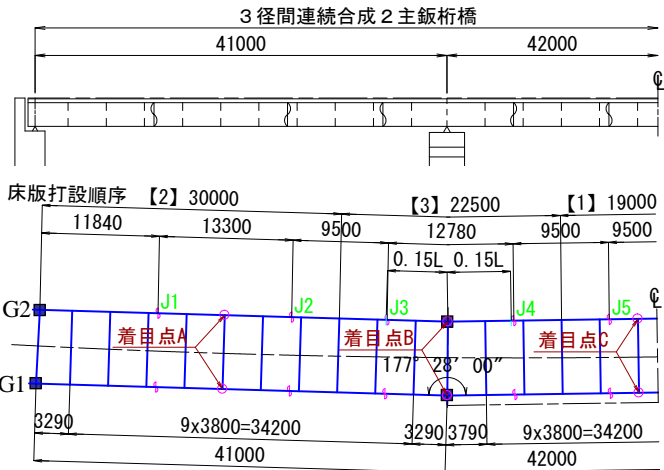 3径間連続合成2主鈑桁橋
41000 42000
℄
床版打設順序 【2】30000 【3】22500 【1】19000
11840 13300 9500 12780 9500 9500
0.15L 0.15L
℄
J1 J2 J3 J4 J5
G2
着目点A 着目点B 着目点C
177° 28′ 00″
G1
3290 9x3800=34200 3290 3790 9x3800=34200
41000 42000